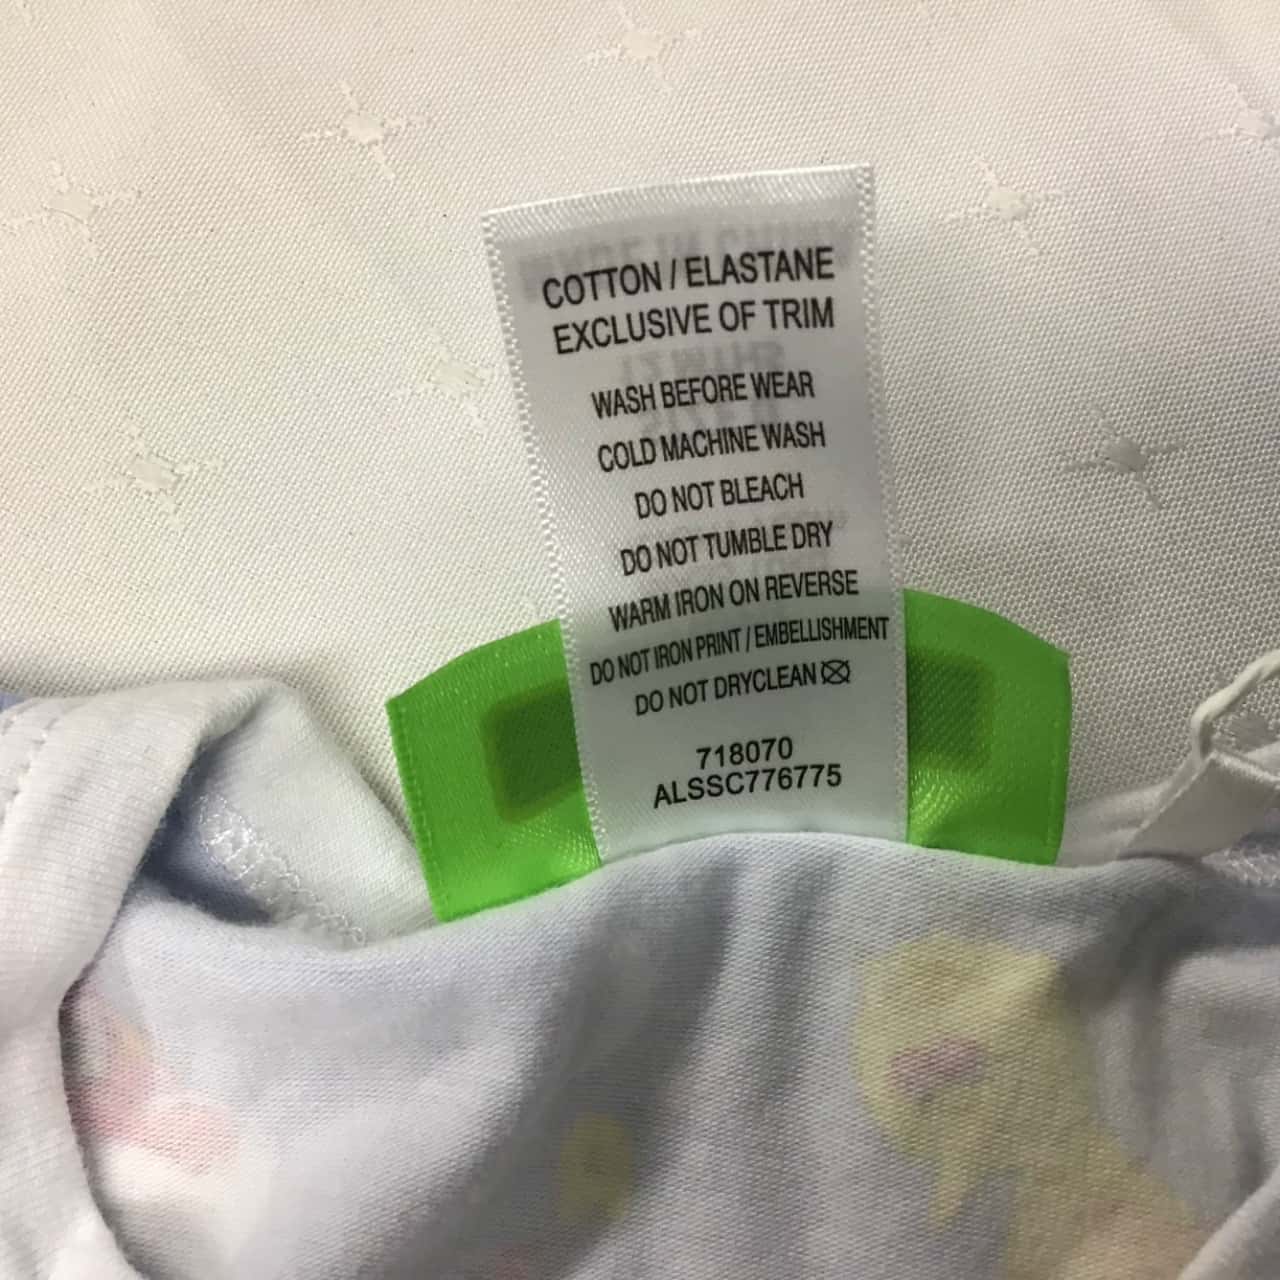 COTTON / ELASTANE
EXCLUSIVE OF TRIM
WASH BEFORE WEAR
COLD MACHINE WASH
DO NOT BLEACH
DO NOT TUMBLE DRY
WARM IRON ON REVERSE
DO NOT IRON PRINT / EMBELLISHMENT
DO NOT DRYCLEAN
718070
ALSSC776775